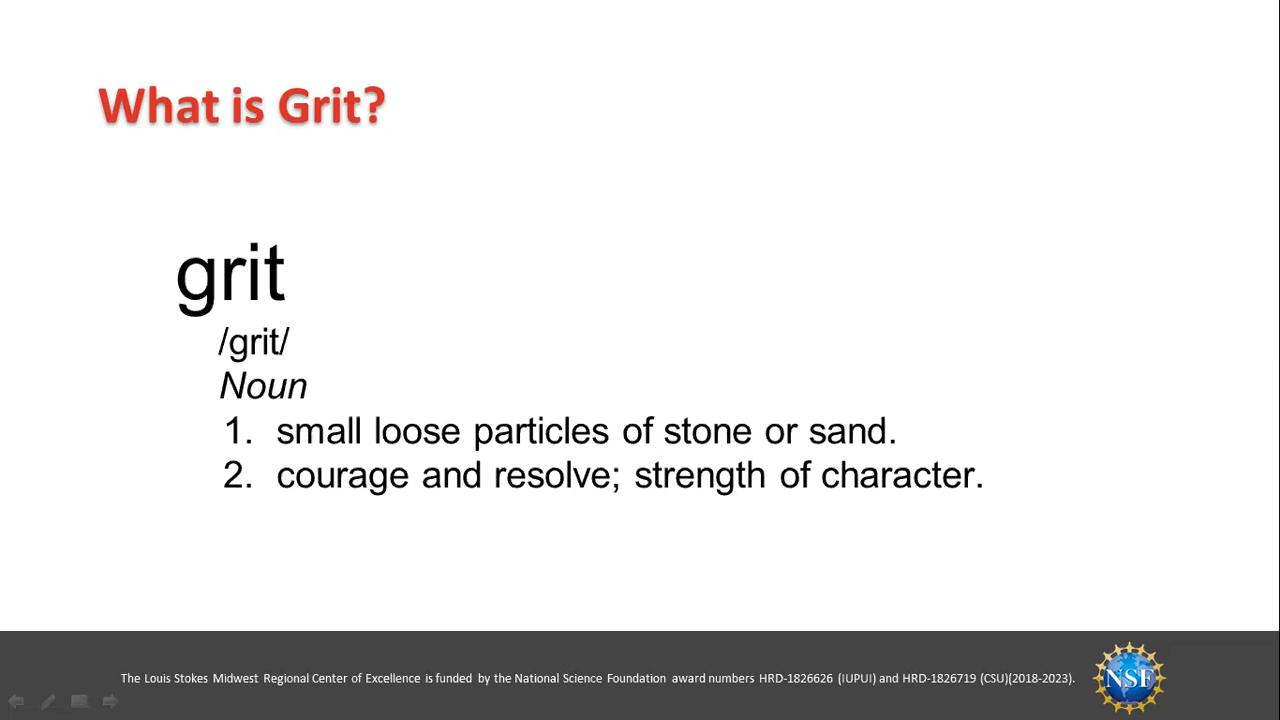 What is Grit?
grit
/grit/
Noun
1. small loose particles of stone or sand.
2. courage and resolve; strength of character.
The Louis Stokes Midwest Regional Center of Excellence is funded by the National Science Foundation award numbers HRD-1826626 (IUPUI) and HRD-1826719 (CSU)(2018-2023).
NSF